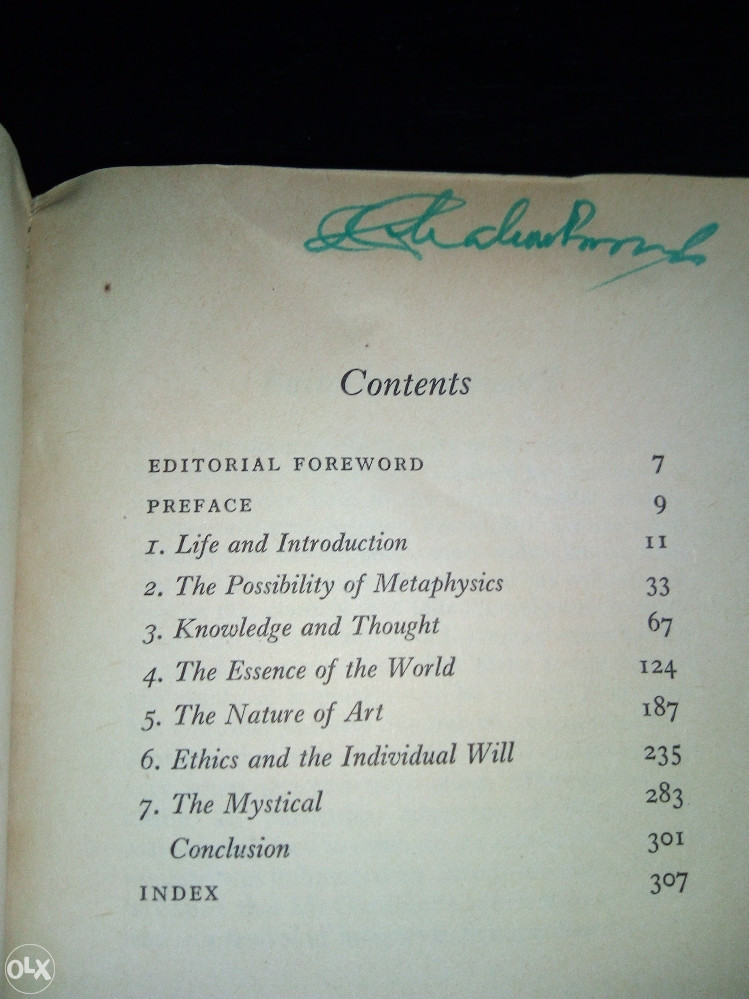 Contents
EDITORIAL FOREWORD 7
PREFACE 9
1. Life and Introduction 11
2. The Possibility of Metaphysics 33
3. Knowledge and Thought 67
4. The Essence of the World 124
5. The Nature of Art 187
6. Ethics and the Individual Will 235
7. The Mystical 283
Conclusion 301
INDEX 307
OLX